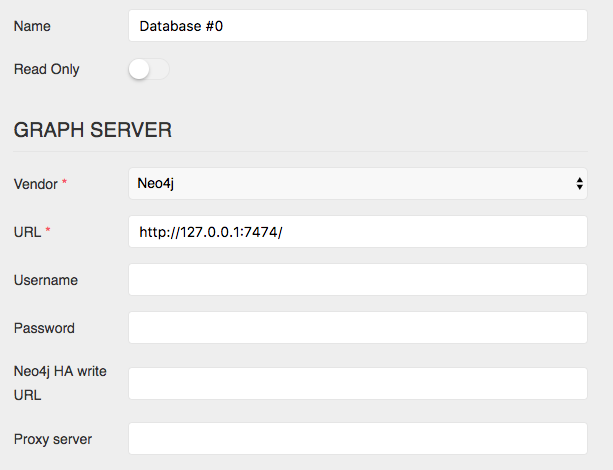 Name Database #0
Read Only
GRAPH SERVER
Vendor * Neo4j
URL * http://127.0.0.1:7474/
Username
Password
Neo4j HA write
URL
Proxy server